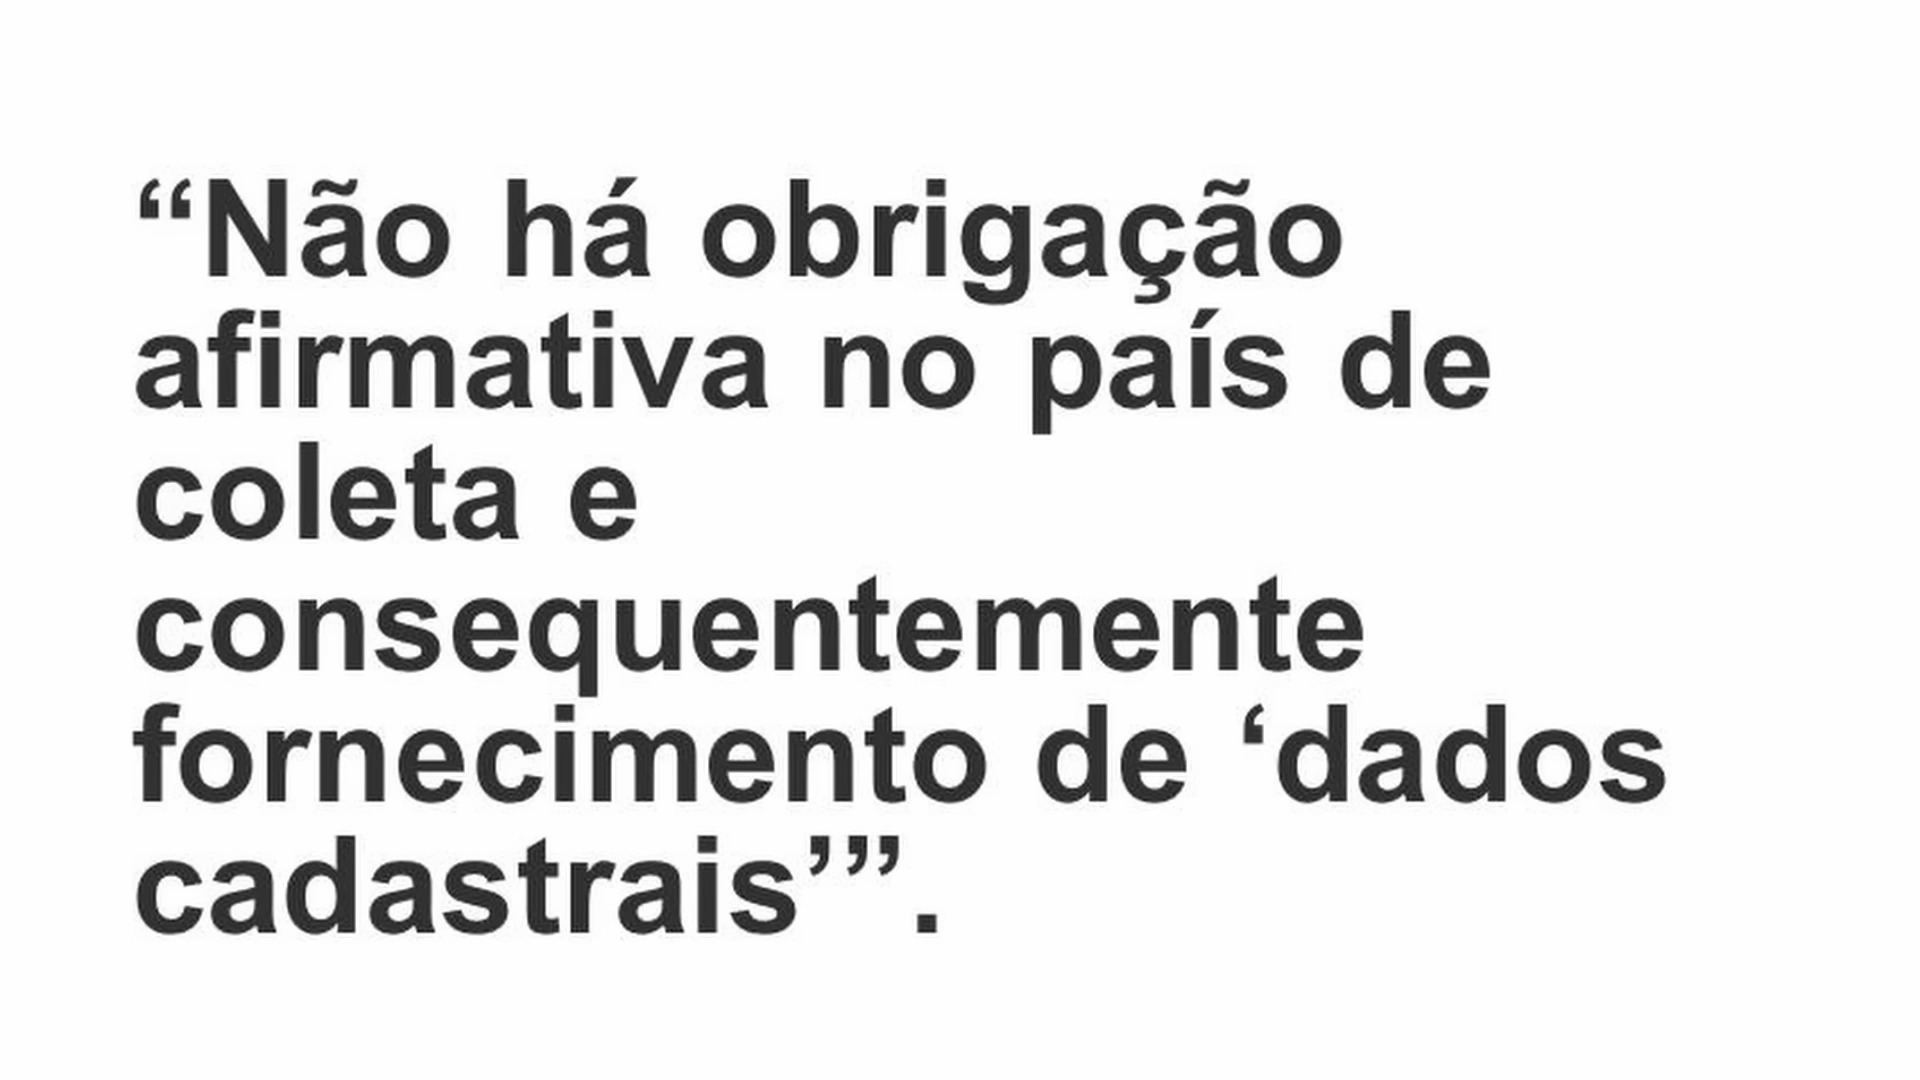 “Não há obrigação
afirmativa no país de
coleta e
consequentemente
fornecimento de ‘dados
cadastrais’”.